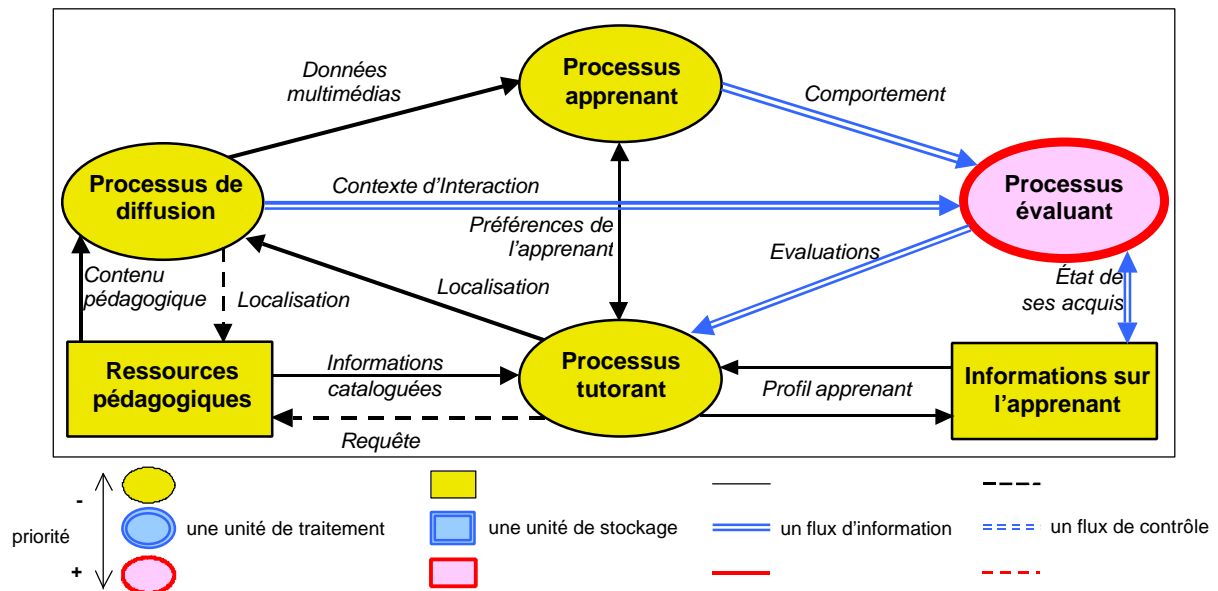 Données
multimédias
Processus
apprenant
Comportement
Processus de
diffusion
Contexte d’Interaction
Processus
évaluant
Préférences de
l’apprenant
Evaluations
Contenu
pédagogique
Localisation
Localisation
État de
ses acquis
Ressources
pédagogiques
Informations
cataloguées
Processus
tutorant
Profil apprenant
Informations sur
l’apprenant
Requête
-
priorité
+
une unité de traitement
une unité de stockage
un flux d’information
un flux de contrôle